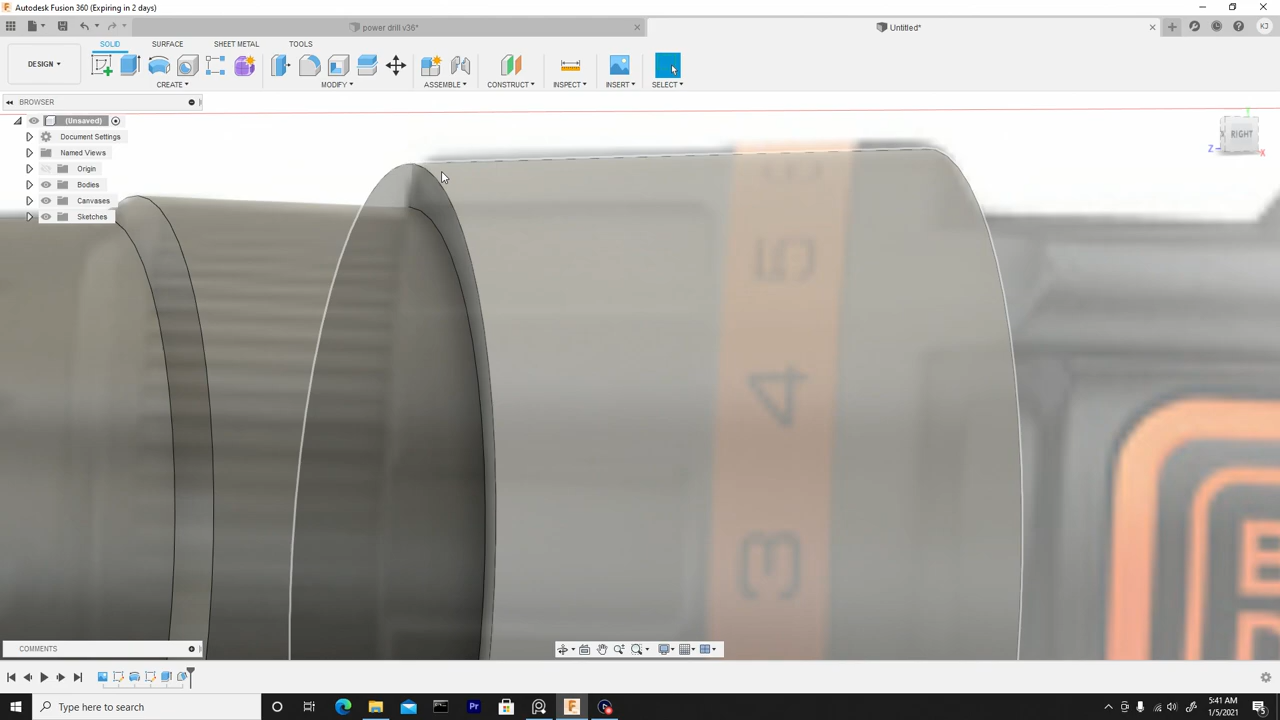 Autodesk Fusion 360 (Expiring in 2 days)
power drill v36*
Untitled*
KJ
SOLID
SURFACE
SHEET METAL
TOOLS
DESIGN
CREATE
MODIFY
ASSEMBLE
CONSTRUCT
INSPECT
INSERT
SELECT
BROWSER
(Unsaved)
Document Settings
Named Views
Origin
Bodies
Canvases
Sketches
RIGHT
Z
X
5
4
3
COMMENTS
Type here to search
5:41 AM
1/5/2021